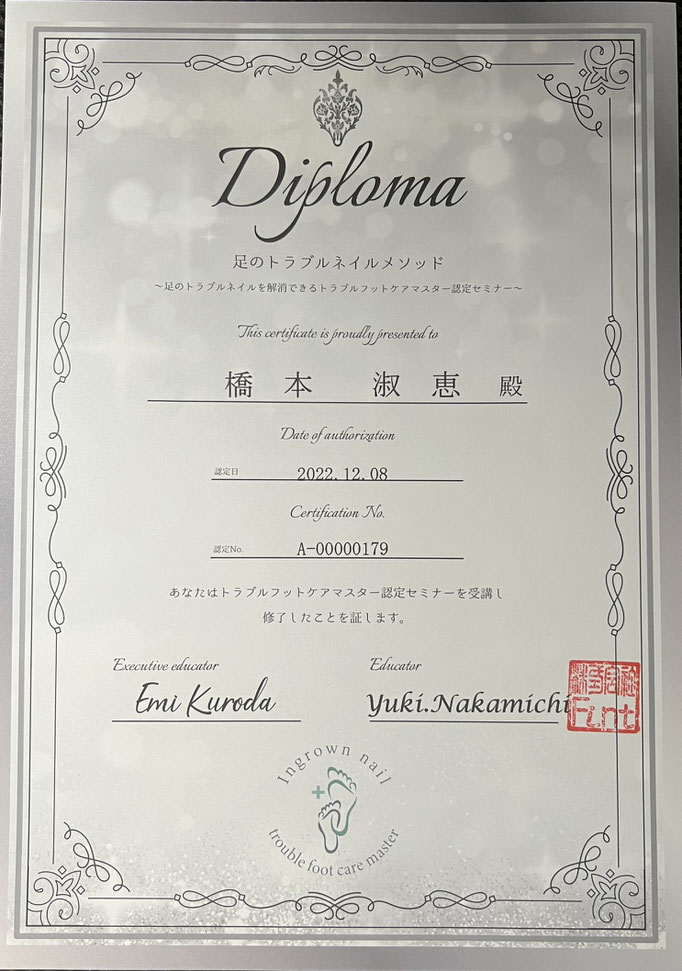 Diploma
足のトラブルネイルメソッド
～足のトラブルネイルを解消できるトラブルフットケアマスター認定セミナー～
This certificate is proudly presented to
橋本 淑恵 殿
Date of authorization
認定日 2022.12.08
Certification No.
認定No. A-00000179
あなたはトラブルフットケアマスター認定セミナーを受講し
修了したことを証します。
Executive educator Educator
Emi Kuroda Yuki.Nakamichi
Ingrown nail
trouble foot care master